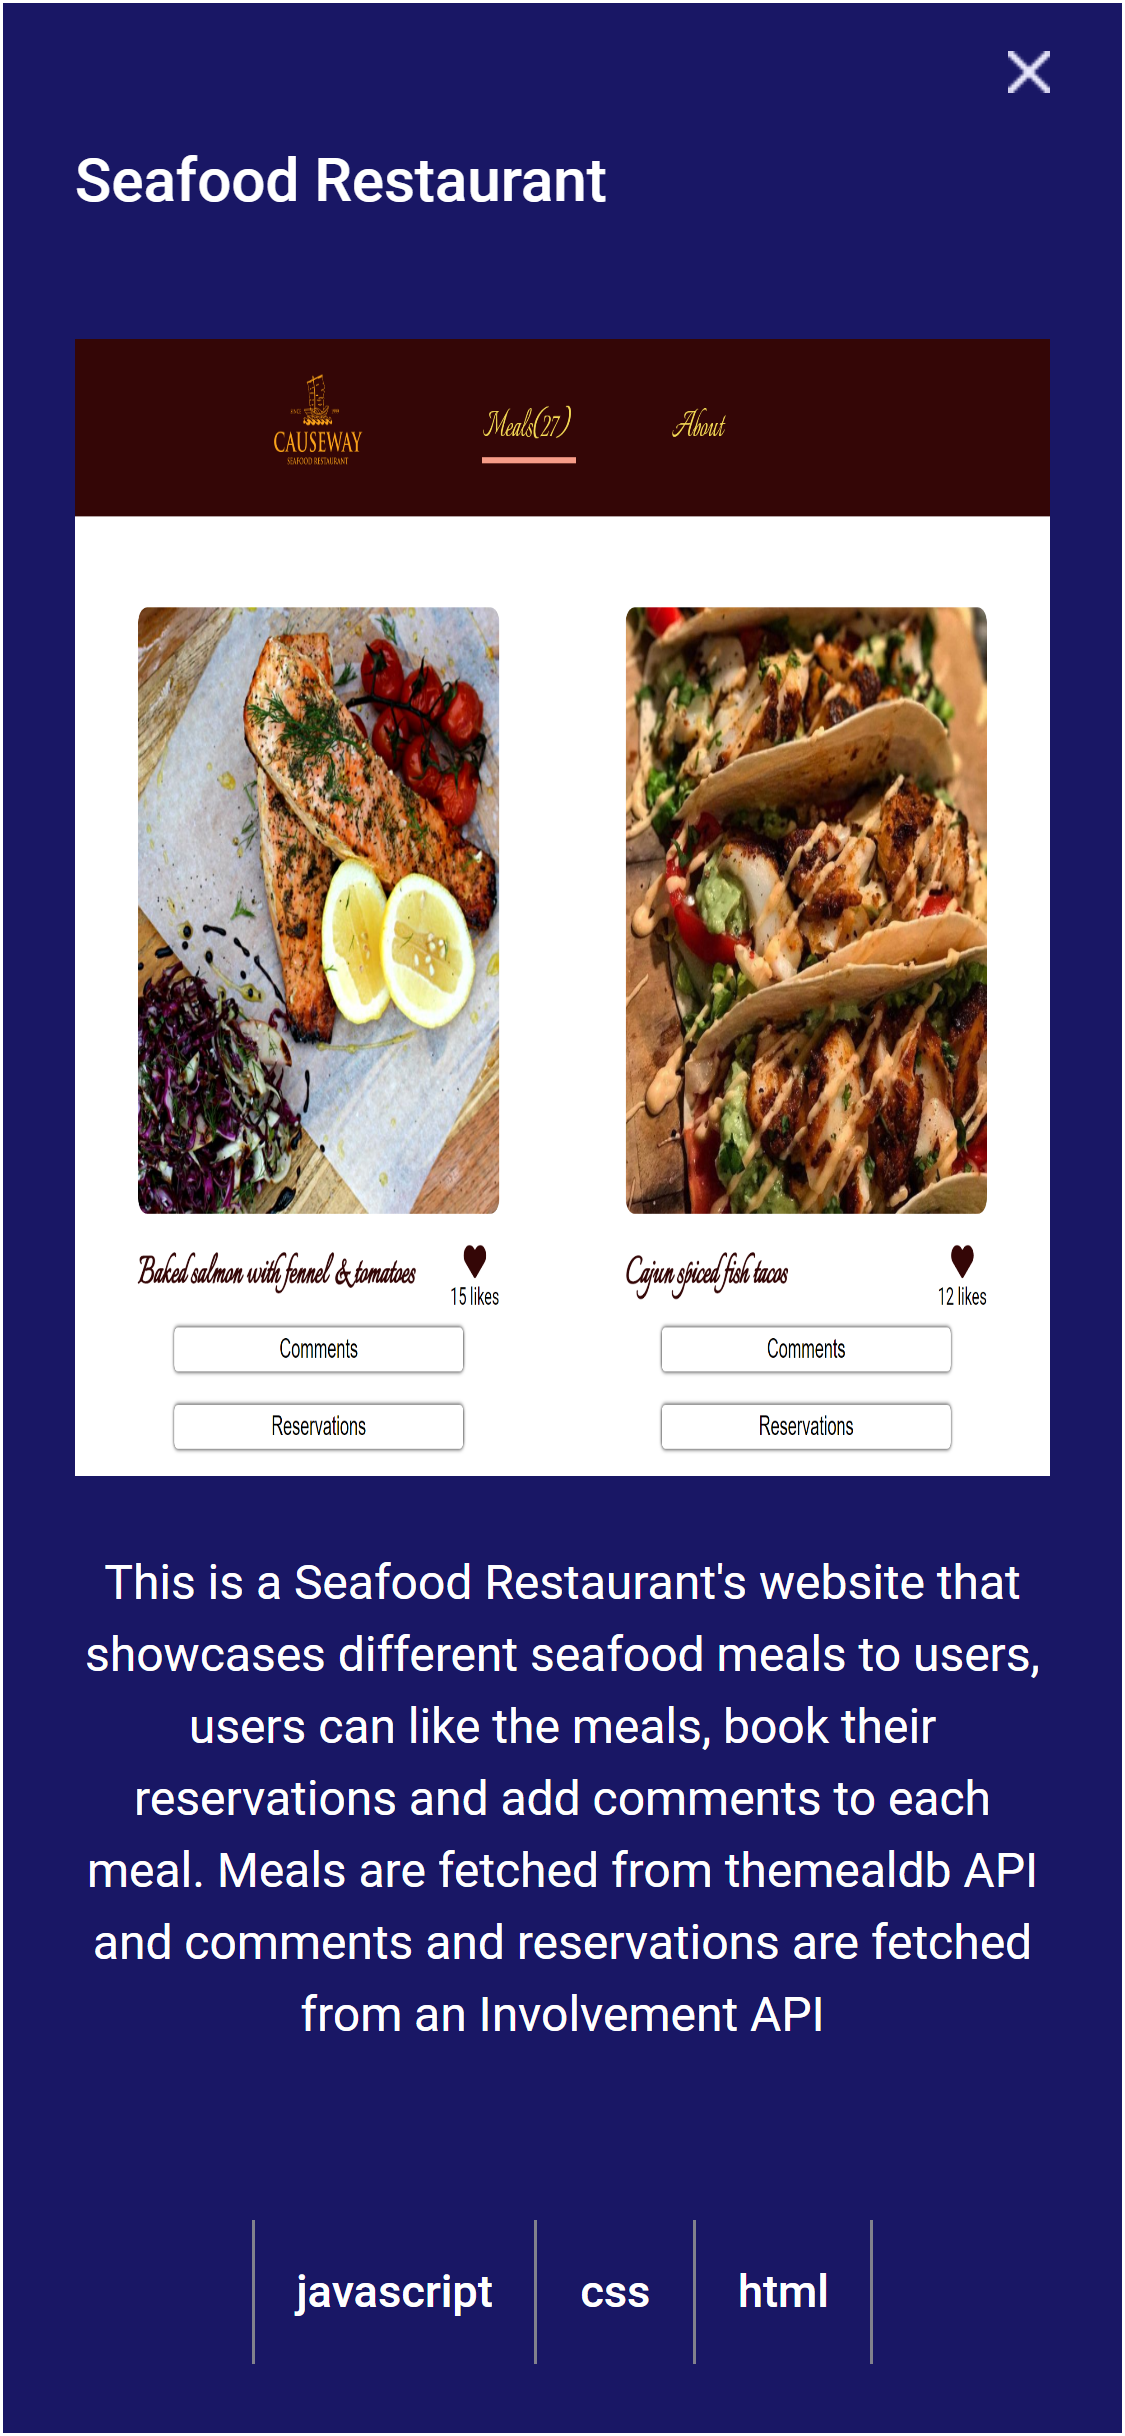 Seafood Restaurant
SINCE 1999
CAUSEWAY
SEAFOOD RESTAURANT
Meals(27)
About
Baked salmon with fennel & tomatoes
15 likes
Cajun spiced fish tacos
12 likes
Comments
Comments
Reservations
Reservations
This is a Seafood Restaurant's website that
showcases different seafood meals to users,
users can like the meals, book their
reservations and add comments to each
meal. Meals are fetched from themealdb API
and comments and reservations are fetched
from an Involvement API
javascript
css
html